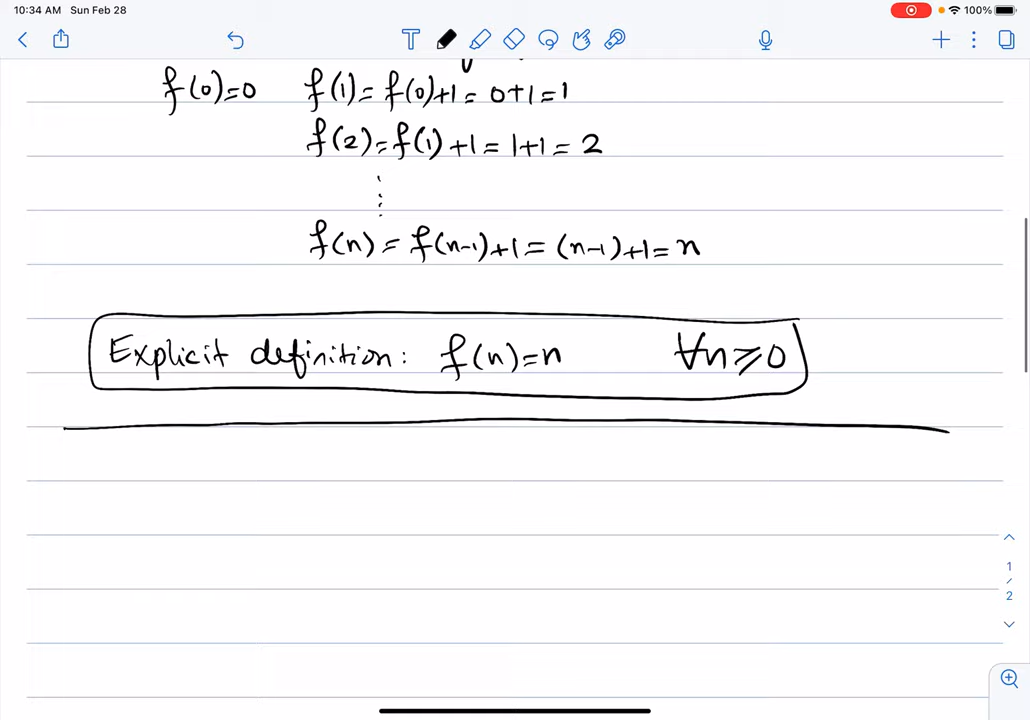 10:34 AM Sun Feb 28 100%
T
f(0)=0 f(1)=f(0)+1=0+1=1
f(2)=f(1)+1=1+1=2
⋮
f(n)=f(n-1)+1=(n-1)+1=n
Explicit definition: f(n)=n ∀n≥0
1
/
2